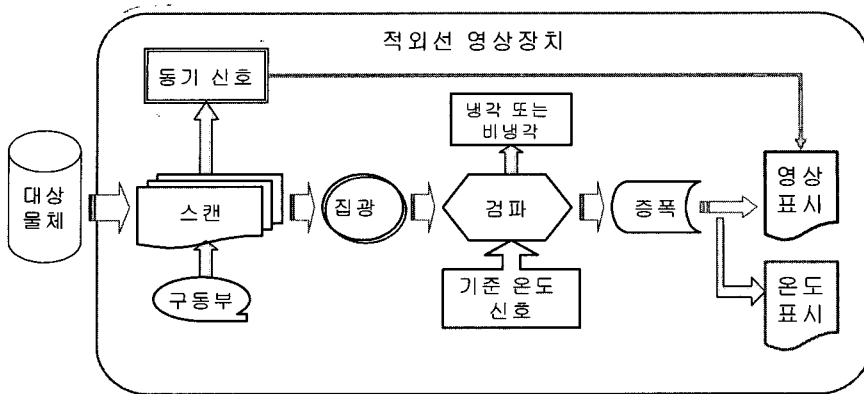 적외선 영상장치
동기 신호
냉각 또는
비냉각
대상
물체
스캔
집광
검파
증폭
영상
표시
구동부
기준 온도
신호
온도
표시